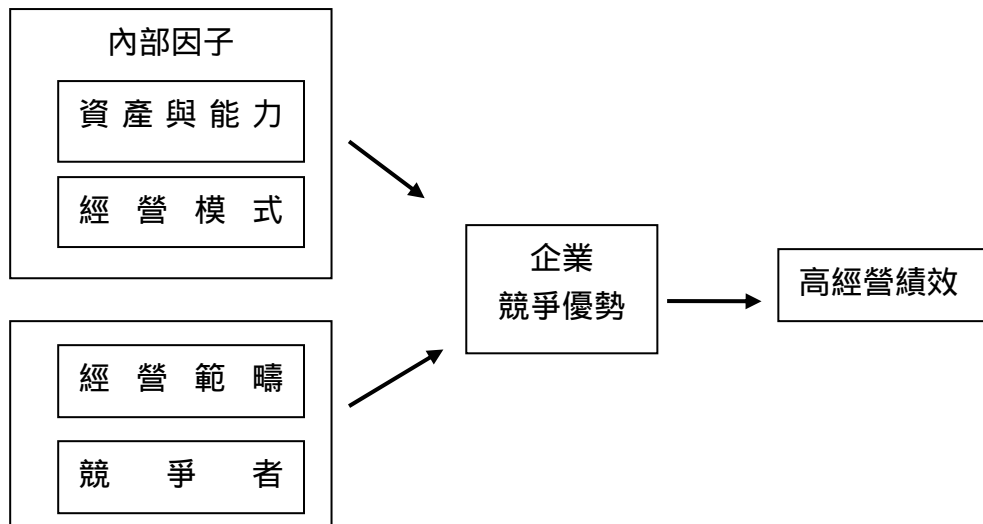 內部因子
資產與能力
經營模式
經營範疇
競爭者
企業
競爭優勢
高經營績效